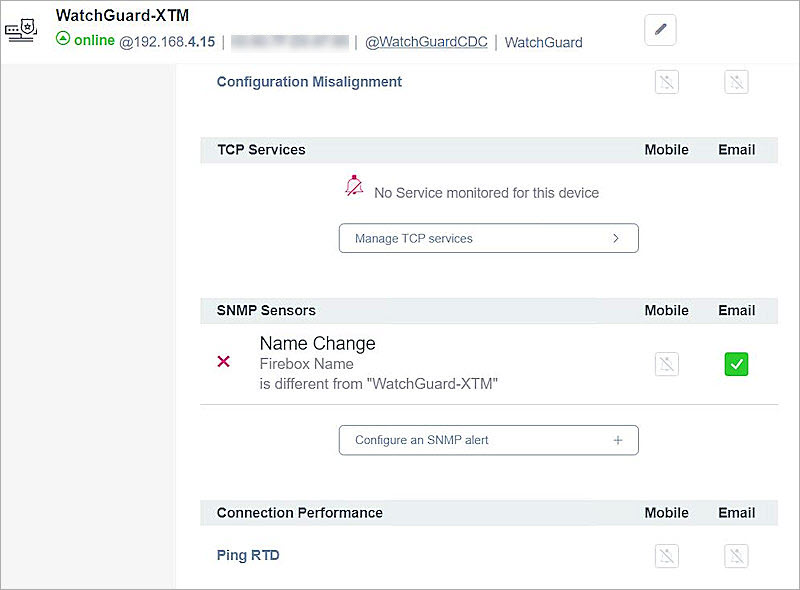 WatchGuard-XTM
online @192.168.4.15 | | @WatchGuardCDC | WatchGuard
Configuration Misalignment
TCP Services Mobile Email
No Service monitored for this device
Manage TCP services >
SNMP Sensors Mobile Email
Name Change
Firebox Name
is different from "WatchGuard-XTM"
Configure an SNMP alert +
Connection Performance Mobile Email
Ping RTD